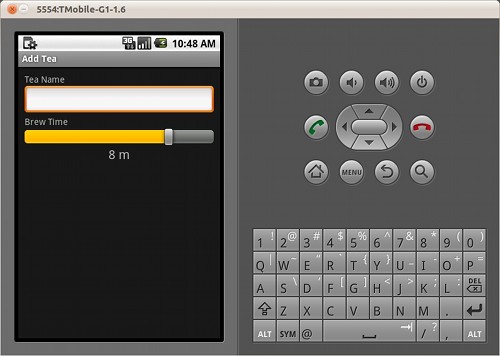 5554:TMobile-G1-1.6
3G
10:48 AM
Add Tea
Tea Name
Brew Time
8 m
MENU
1 ! 2 @ 3 # 4 $ 5 % 6 ^ 7 & 8 * 9 ( 0 )
Q | W ~ E " R ` T { Y } U _ I - O + P =
A S \ D ' F [ G ] H < J > K ; L : DEL
Z X C V B N M .
ALT SYM @ / ? , ALT